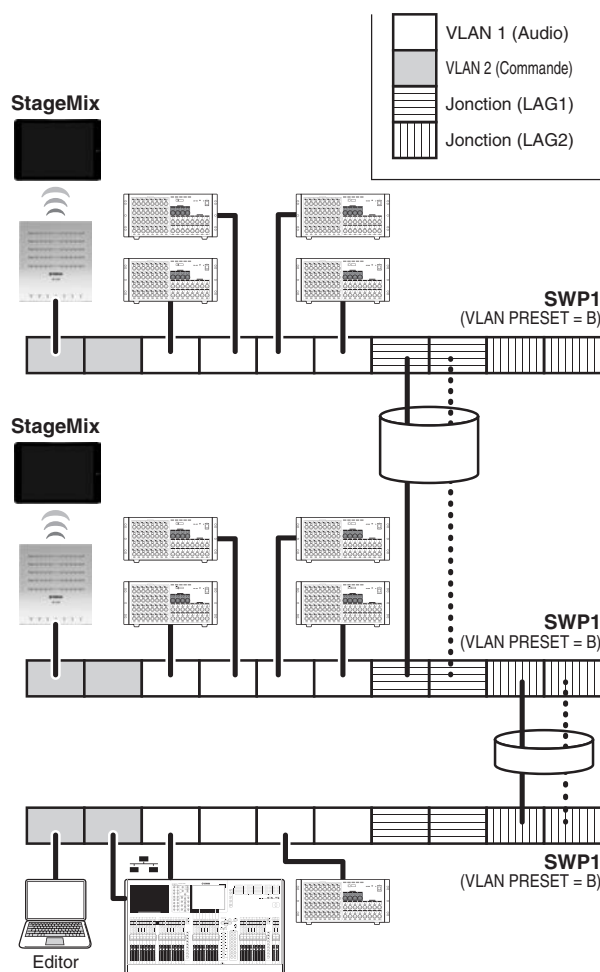 VLAN 1 (Audio)
VLAN 2 (Commande)
Jonction (LAG1)
Jonction (LAG2)
StageMix
SWP1
(VLAN PRESET = B)
StageMix
SWP1
(VLAN PRESET = B)
SWP1
(VLAN PRESET = B)
Editor